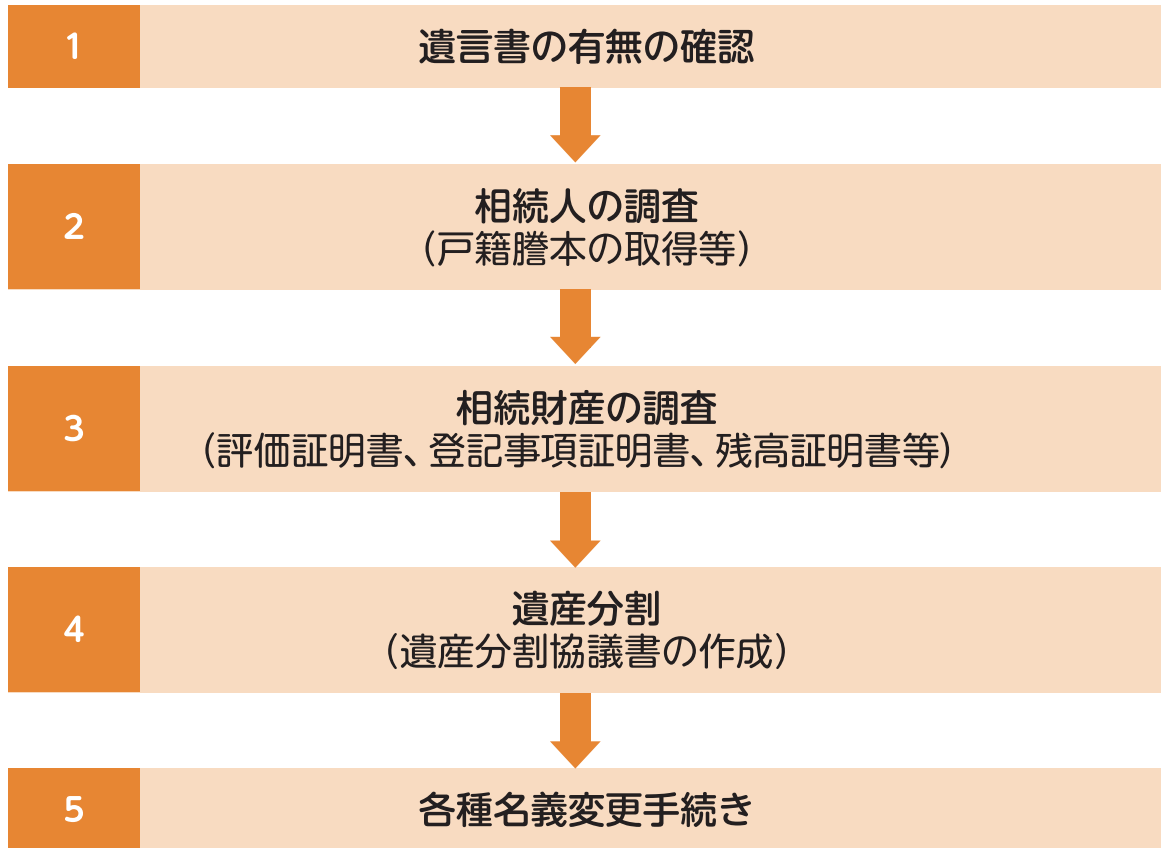 1
遺言書の有無の確認
2
相続人の調査
（戸籍謄本の取得等）
3
相続財産の調査
（評価証明書、登記事項証明書、残高証明書等）
4
遺産分割
（遺産分割協議書の作成）
5
各種名義変更手続き